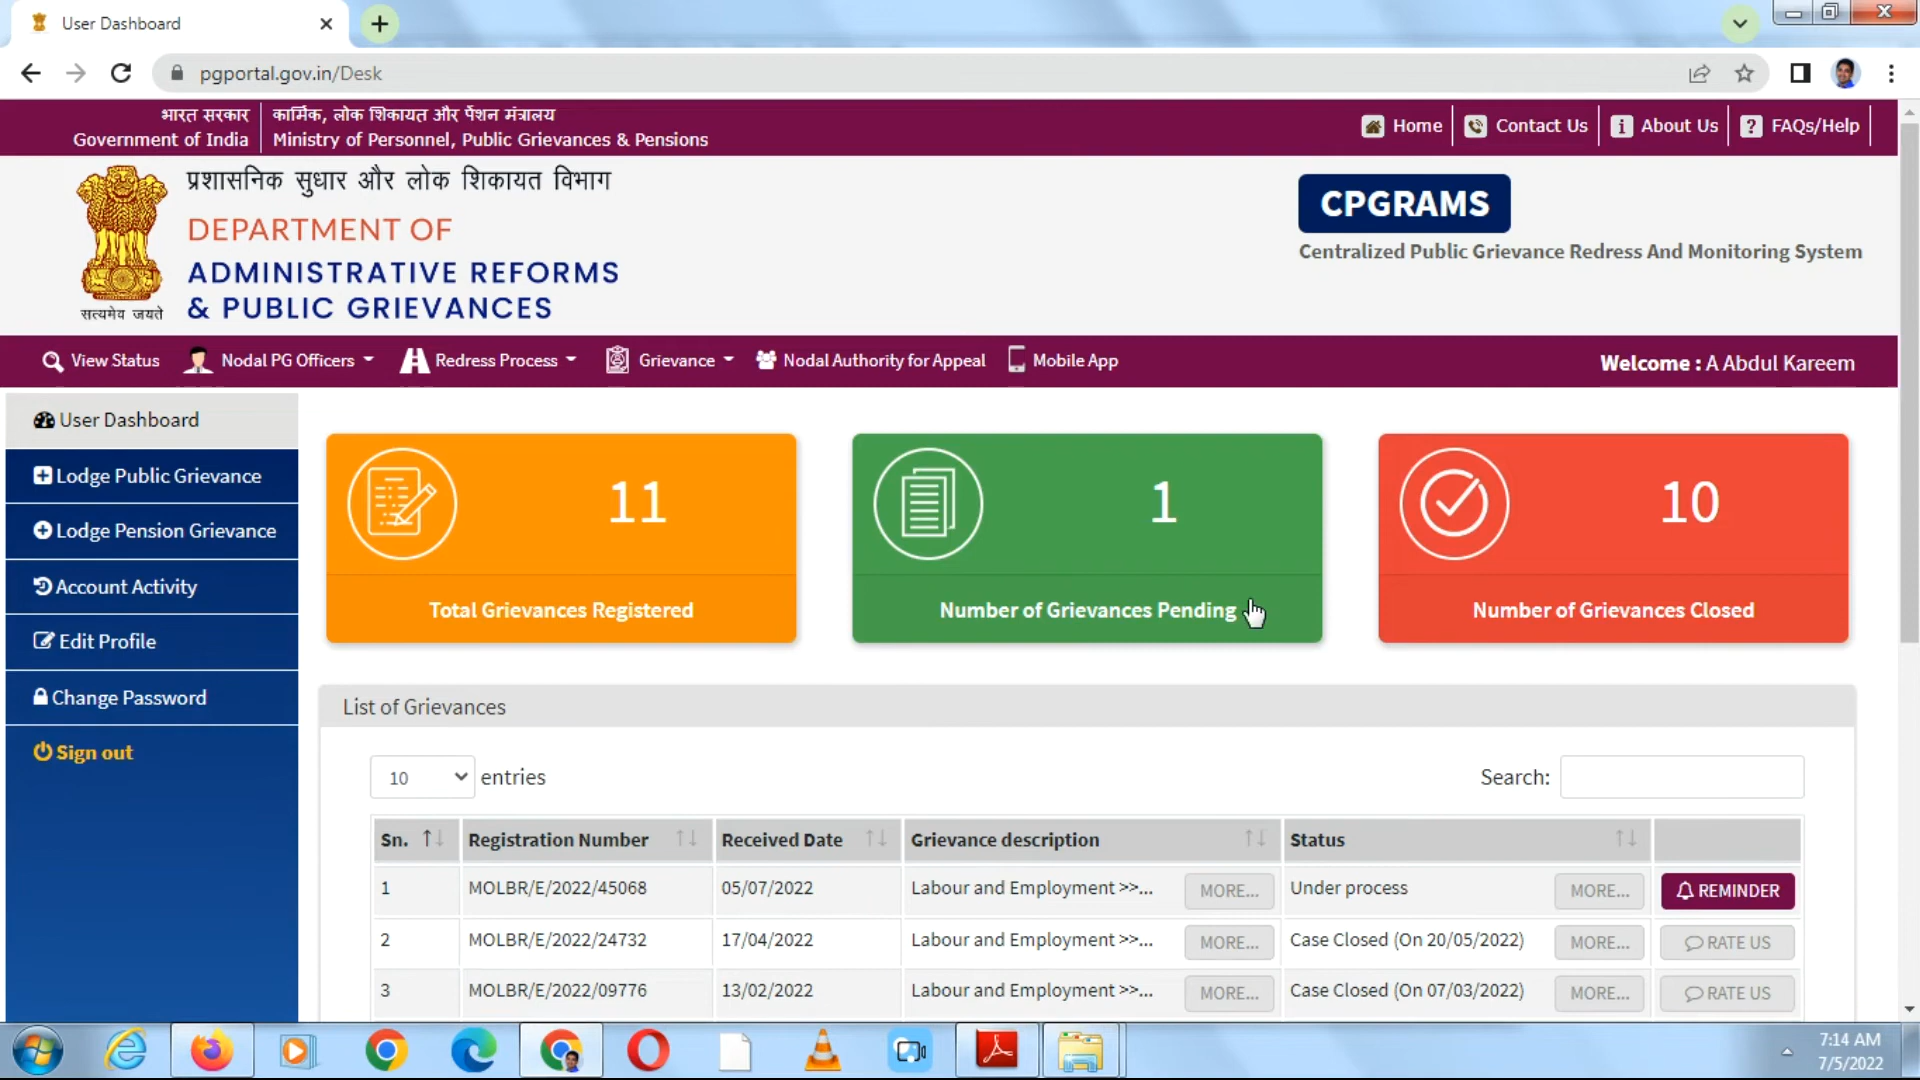 User Dashboard
pgportal.gov.in/Desk
भारत सरकार
Government of India
कार्मिक, लोक शिकायत और पेंशन मंत्रालय
Ministry of Personnel, Public Grievances & Pensions
Home
Contact Us
About Us
FAQs/Help
सत्यमेव जयते
प्रशासनिक सुधार और लोक शिकायत विभाग
DEPARTMENT OF
ADMINISTRATIVE REFORMS
& PUBLIC GRIEVANCES
CPGRAMS
Centralized Public Grievance Redress And Monitoring System
View Status
Nodal PG Officers
Redress Process
Grievance
Nodal Authority for Appeal
Mobile App
Welcome : A Abdul Kareem
User Dashboard
Lodge Public Grievance
Lodge Pension Grievance
Account Activity
Edit Profile
Change Password
Sign out
11
Total Grievances Registered
1
Number of Grievances Pending
10
Number of Grievances Closed
List of Grievances
10 entries
Search:
Sn. Registration Number Received Date Grievance description Status
1 MOLBR/E/2022/45068 05/07/2022 Labour and Employment >>... MORE... Under process MORE... REMINDER
2 MOLBR/E/2022/24732 17/04/2022 Labour and Employment >>... MORE... Case Closed (On 20/05/2022) MORE... RATE US
3 MOLBR/E/2022/09776 13/02/2022 Labour and Employment >>... MORE... Case Closed (On 07/03/2022) MORE... RATE US
7:14 AM
7/5/2022